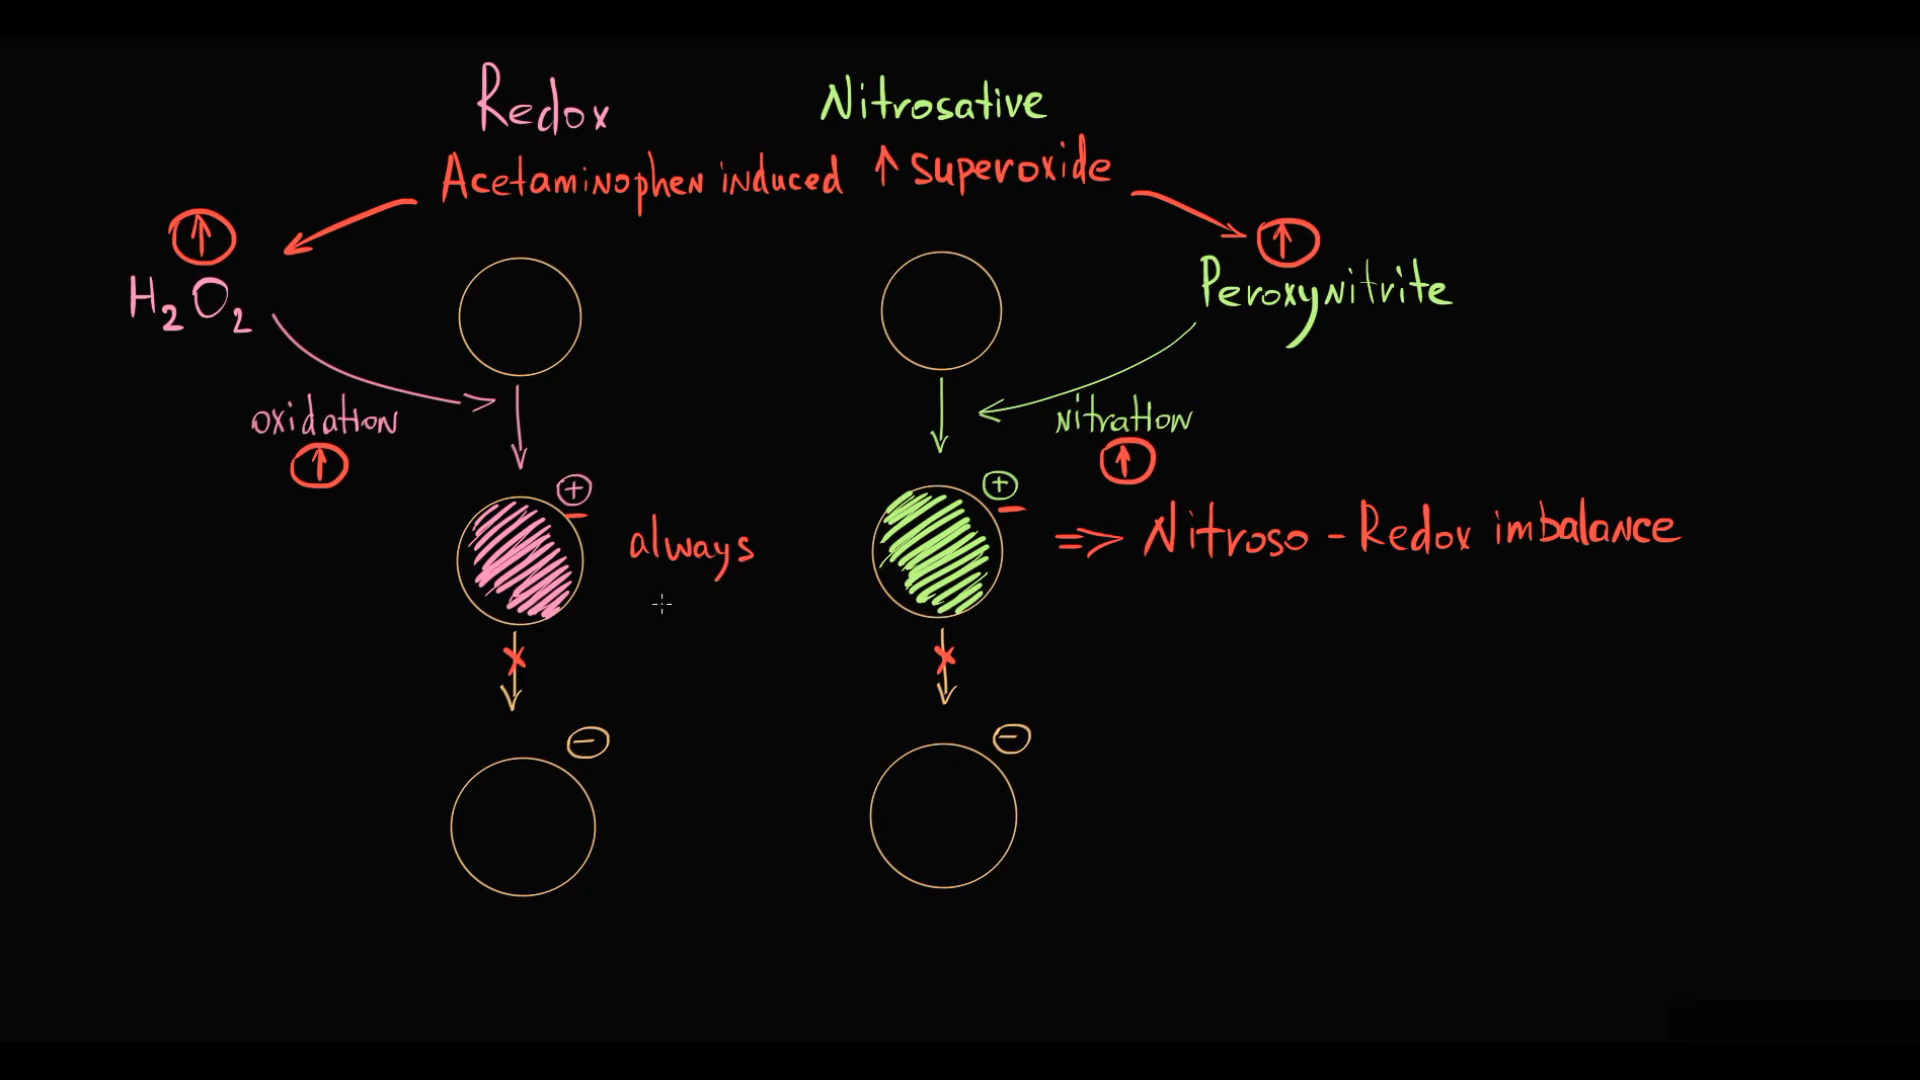 Redox Nitrosative
Acetaminophen induced ↑ superoxide
↑ ↑
H₂O₂ Peroxynitrite
oxidation nitration
↑ ↑
+ +
always => Nitroso - Redox imbalance
x x
- -